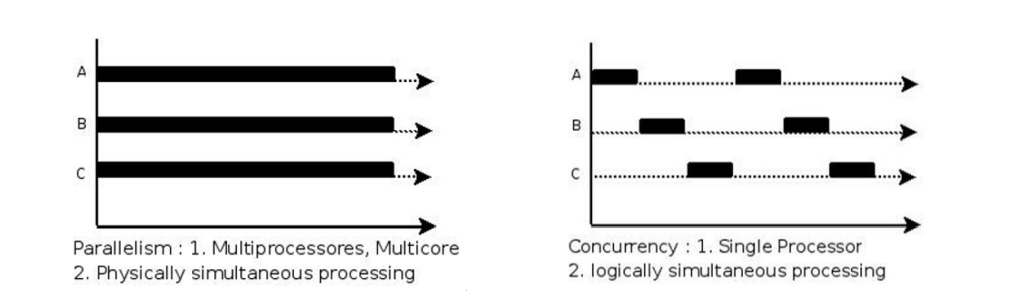 A
B
C
Parallelism : 1. Multiprocessores, Multicore
2. Physically simultaneous processing
A
B
C
Concurrency : 1. Single Processor
2. logically simultaneous processing